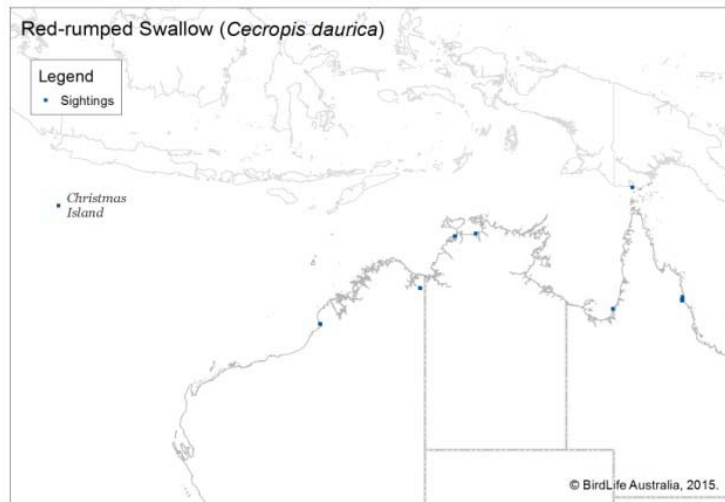 Red-rumped Swallow (Cecropis daurica)
Legend
Sightings
Christmas
Island
© BirdLife Australia, 2015.